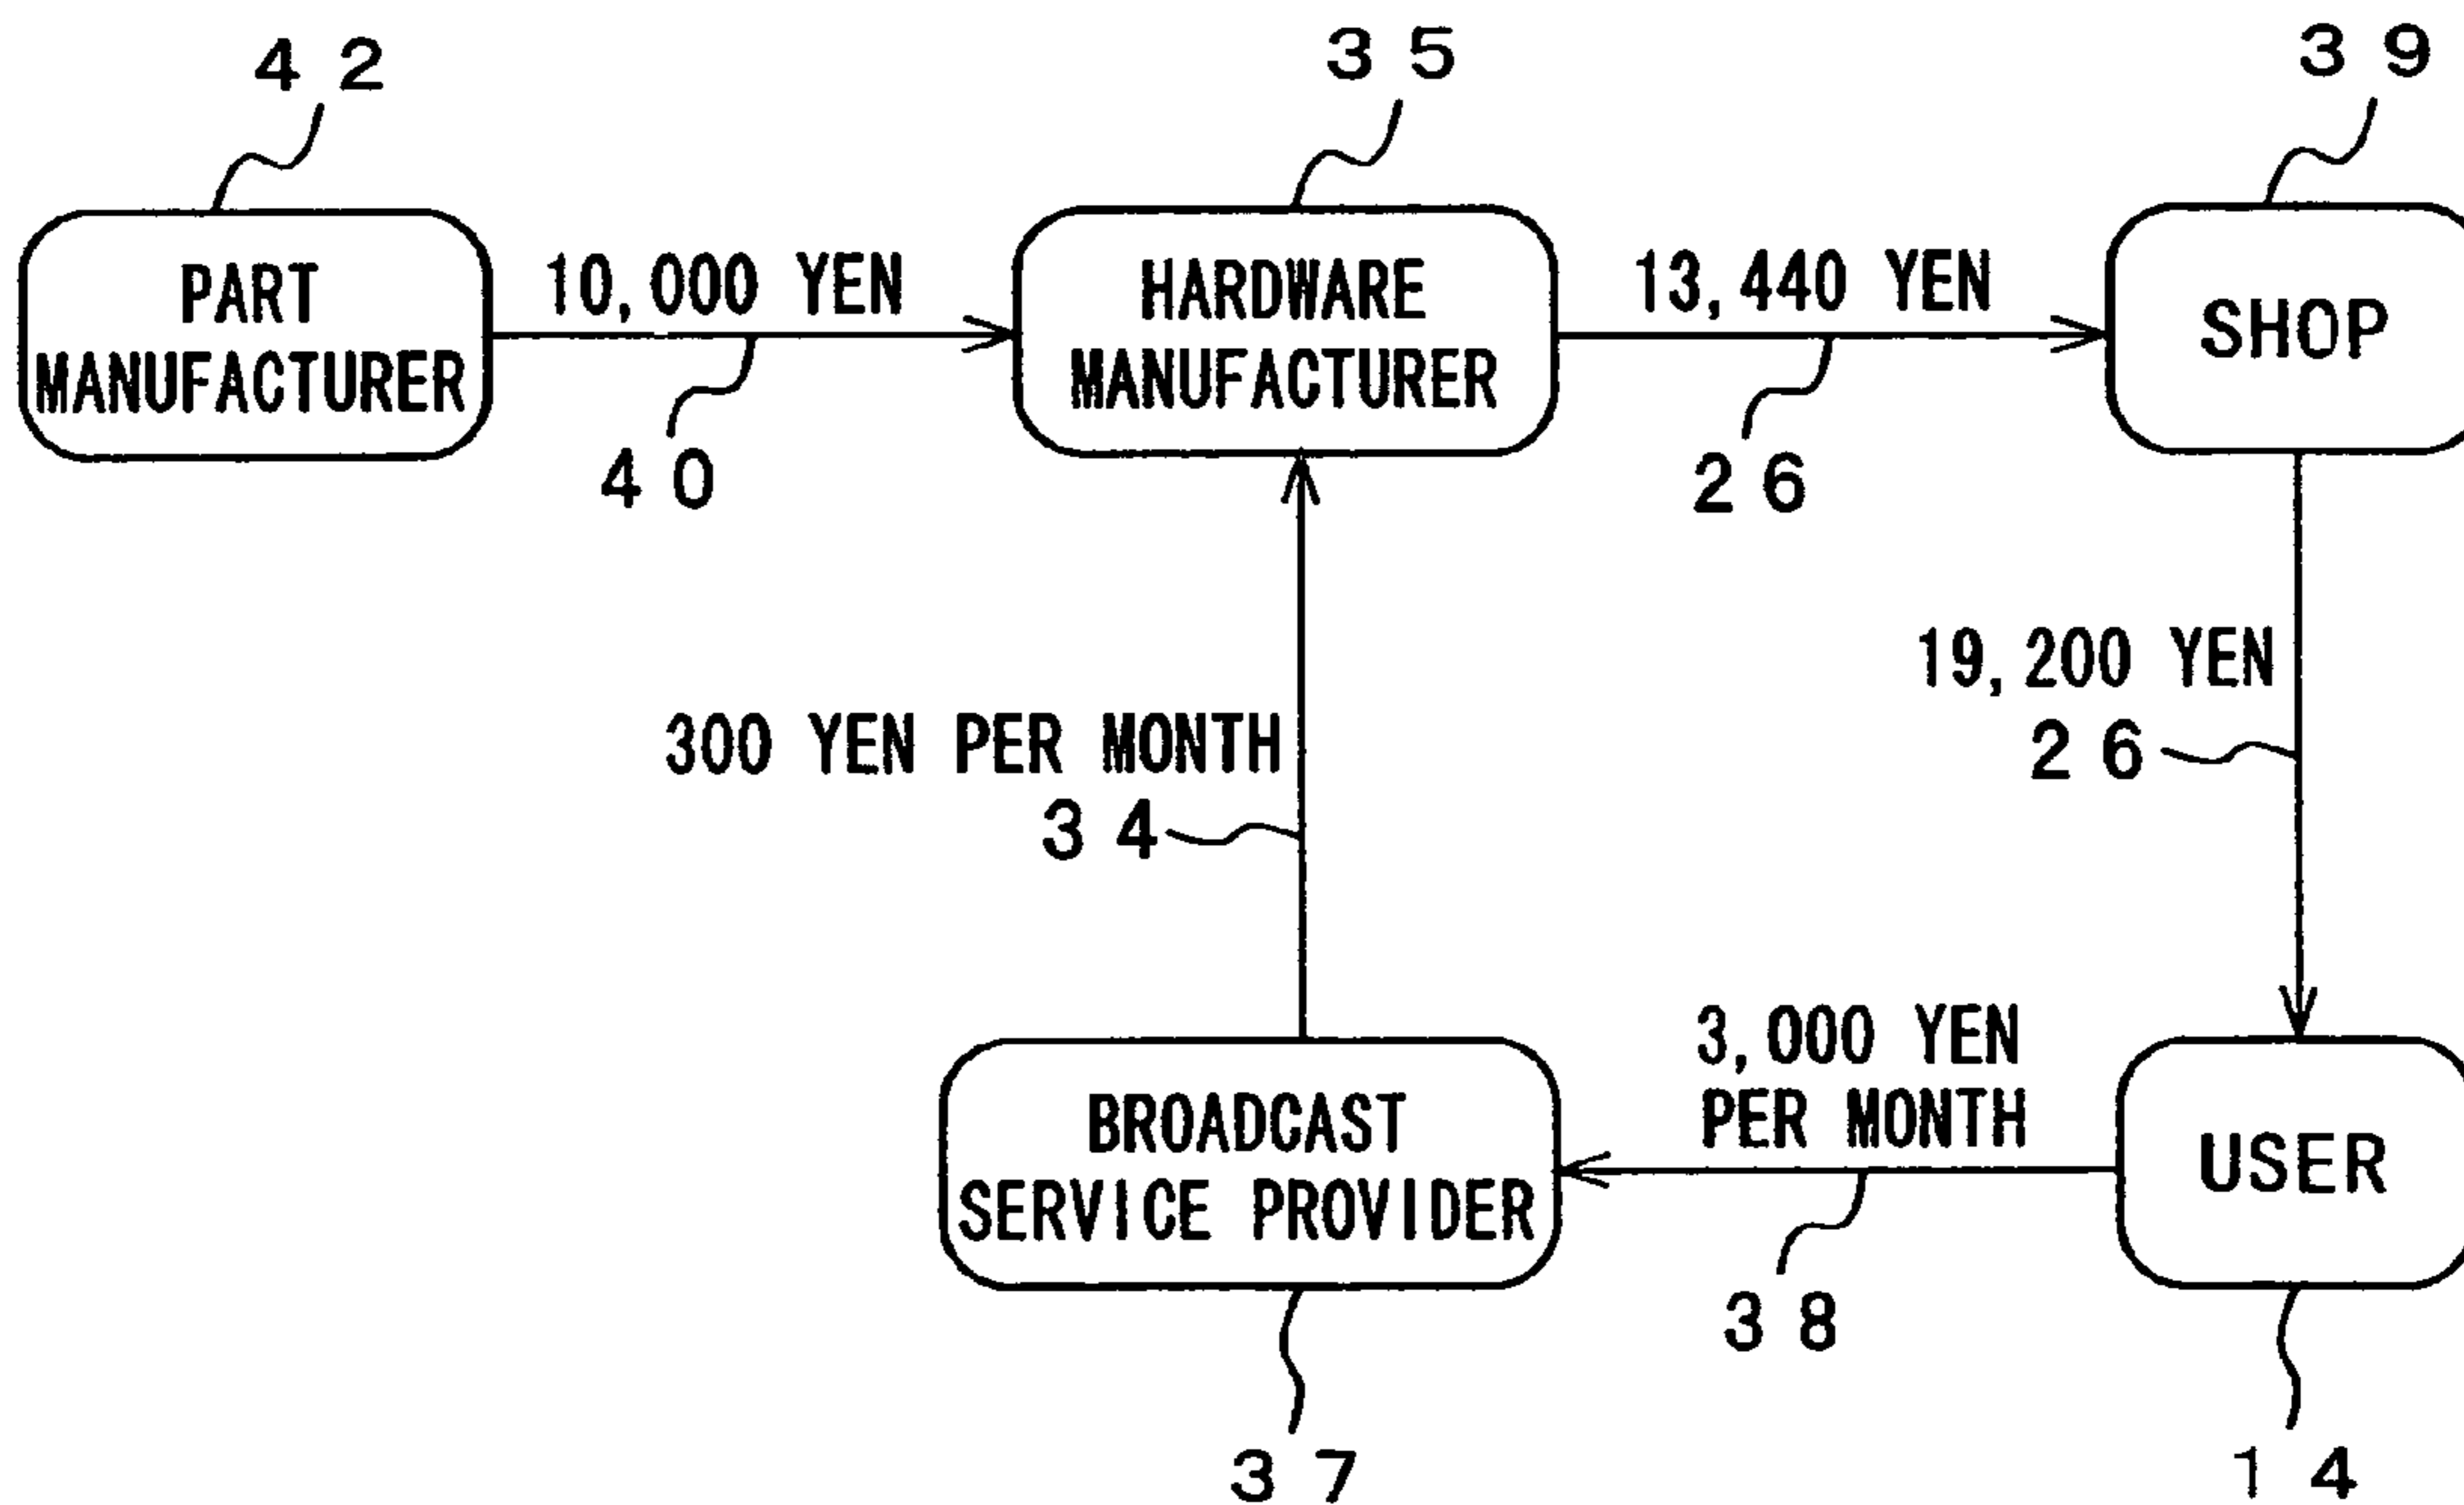 ４２
３５
３９
PART
MANUFACTURER
10,000 YEN
４０
HARDWARE
MANUFACTURER
13,440 YEN
２６
SHOP
19,200 YEN
２６
300 YEN PER MONTH
３４
3,000 YEN
PER MONTH
３８
BROADCAST
SERVICE PROVIDER
３７
USER
１４